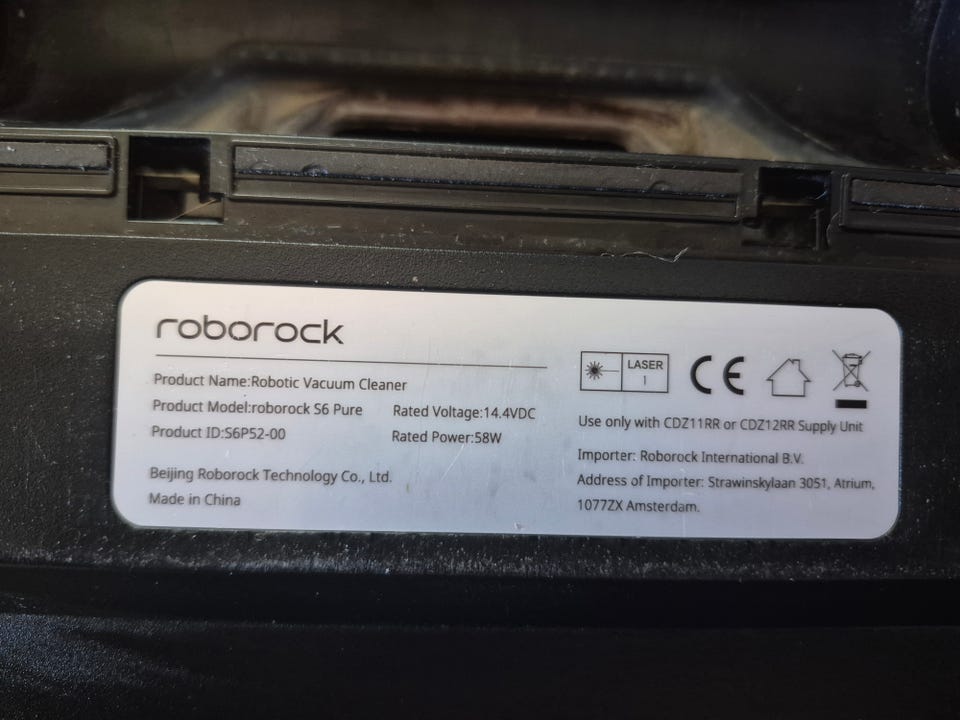 roborock
Product Name:Robotic Vacuum Cleaner
Product Model:roborock S6 Pure
Rated Voltage:14.4VDC
Product ID:S6P52-00
Rated Power:58W
Beijing Roborock Technology Co., Ltd.
Made in China
LASER
1
CE
Use only with CDZ11RR or CDZ12RR Supply Unit
Importer: Roborock International B.V.
Address of Importer: Strawinskylaan 3051, Atrium,
1077ZX Amsterdam.